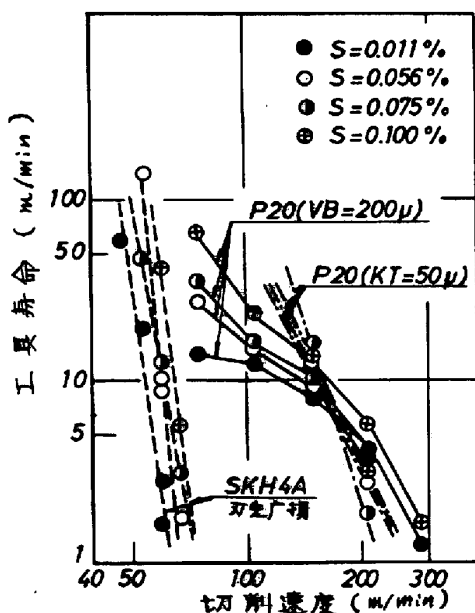 S=0.011%
S=0.056%
S=0.075%
S=0.100%
工具寿命 (m/min)
100
50
10
5
1
P20(VB=200μ)
P20(KT=50μ)
SKH4A
40 50 100 200 300
切削速度 (m/min)